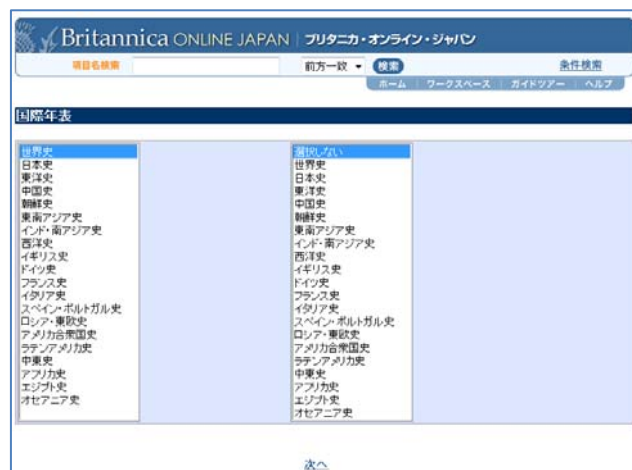 Britannica ONLINE JAPAN | ブリタニカ・オンライン・ジャパン
項目名検索 前方一致 検索 条件検索
ホーム ワークスペース ガイドツアー ヘルプ
国際年表
世界史
日本史
東洋史
中国史
朝鮮史
東南アジア史
インド・南アジア史
西洋史
イギリス史
ドイツ史
フランス史
イタリア史
スペイン・ポルトガル史
ロシア・東欧史
アメリカ合衆国史
ラテンアメリカ史
中東史
アフリカ史
エジプト史
オセアニア史
選択しない
世界史
日本史
東洋史
中国史
朝鮮史
東南アジア史
インド・南アジア史
西洋史
イギリス史
ドイツ史
フランス史
イタリア史
スペイン・ポルトガル史
ロシア・東欧史
アメリカ合衆国史
ラテンアメリカ史
中東史
アフリカ史
エジプト史
オセアニア史
次へ